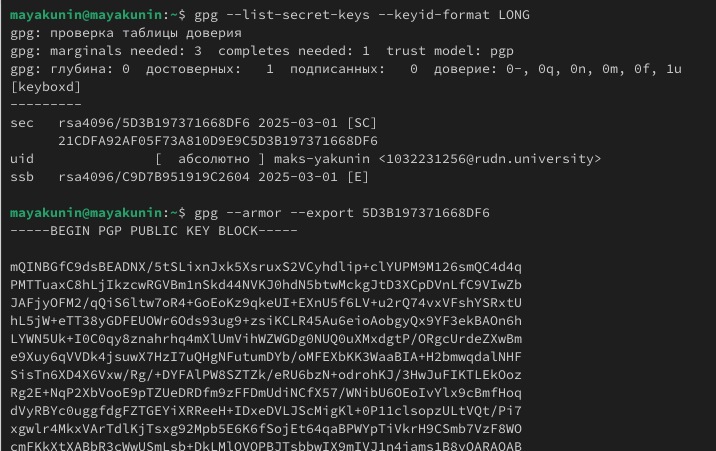 mayakunin@mayakunin:~$ gpg --list-secret-keys --keyid-format LONG
gpg: проверка таблицы доверия
gpg: marginals needed: 3  completes needed: 1  trust model: pgp
gpg: глубина: 0  достоверных:   1  подписанных:   0  доверие: 0-, 0q, 0n, 0m, 0f, 1u
[keyboxd]
---------
sec   rsa4096/5D3B197371668DF6 2025-03-01 [SC]
      21CDFA92AF05F73A810D9E9C5D3B197371668DF6
uid                 [  абсолютно ] maks-yakunin <1032231256@rudn.university>
ssb   rsa4096/C9D7B951919C2604 2025-03-01 [E]
mayakunin@mayakunin:~$ gpg --armor --export 5D3B197371668DF6
-----BEGIN PGP PUBLIC KEY BLOCK-----
mQINBGfC9dsBEADNX/5tSLixnJxk5XsruxS2VCyhdlip+clYUPM9M126smQC4d4q
PMTTuaxC8hLjIkzcwRGVBm1nSkd44NVKJ0hdN5btwMckgJtD3XCpDVnLfC9VIwZb
JAFjyOFM2/qQiS6ltw7oR4+GoEoKz9qkeUI+EXnU5f6LV+u2rQ74vxVFshYSRxtU
hL5jW+eTT38yGDFEUOWr6Ods93ug9+zsiKCLR45Au6eioAobgyQx9YF3ekBAOn6h
LYWN5Uk+I0C0qy8znahrhq4mXlUmVihWZWGDg0NUQ0uXMxdgtP/ORgcUrdeZXwBm
e9Xuy6qVVDk4jsuwX7HzI7uQHgNFutumDYb/oMFEXbKK3WaaBIA+H2bmwqdalNHF
SisTn6XD4X6Vxw/Rg/+DYFAlPW8SZTZk/eRU6bzN+odrohKJ/3HwJuFIKTLEkOoz
Rg2E+NqP2XbVooE9pTZUeDRDfm9zFFDmUdiNCfX57/WNibU6OEoIvYlx9cBmfHoq
dVyRBYc0uggfdgFZTGEYiXRReeH+IDxeDVLJScMigKl+0P11clsopzULtVQt/Pi7
xgwlr4MkxVArTdlKjTsxg92Mpb5E6K6fSojEt64qaBPWYpTiVkrH9CSmb7VzF8WO